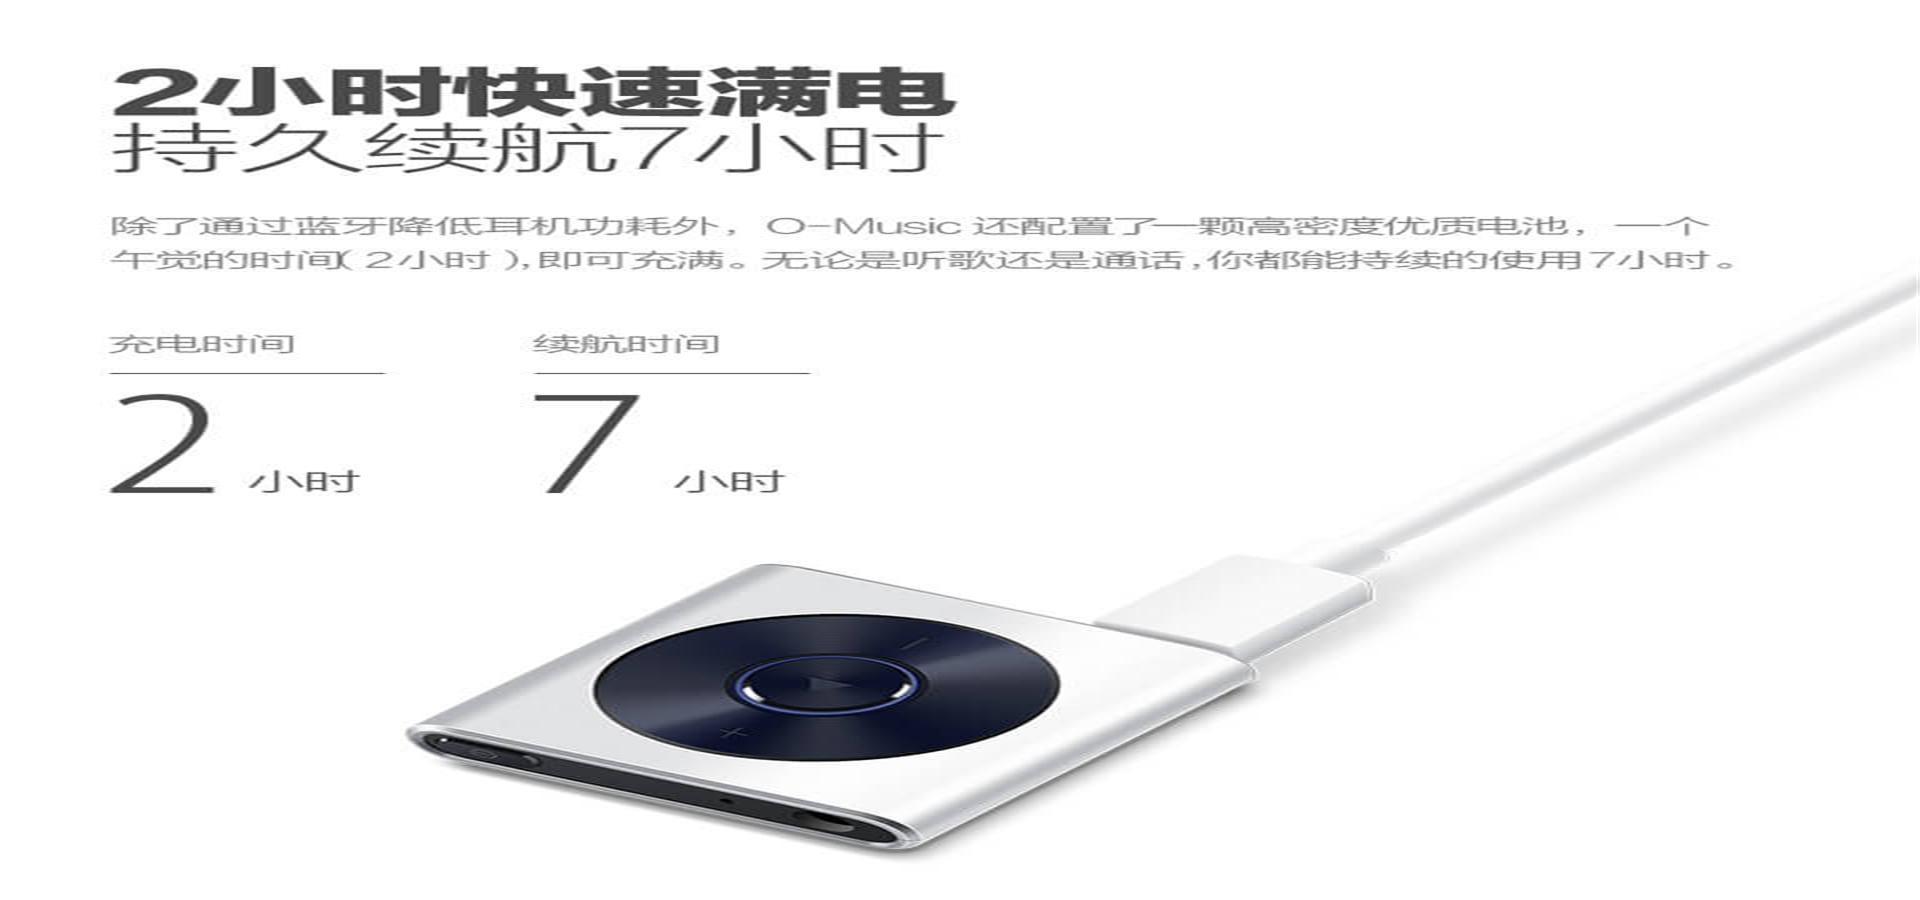 2小时快速满电
持久续航7小时
除了通过蓝牙降低耳机功耗外，O-Music 还配置了一颗高密度优质电池，一个
午觉的时间( 2小时 ),即可充满。无论是听歌还是通话,你都能持续的使用7小时。
充电时间 续航时间
2 小时 7 小时